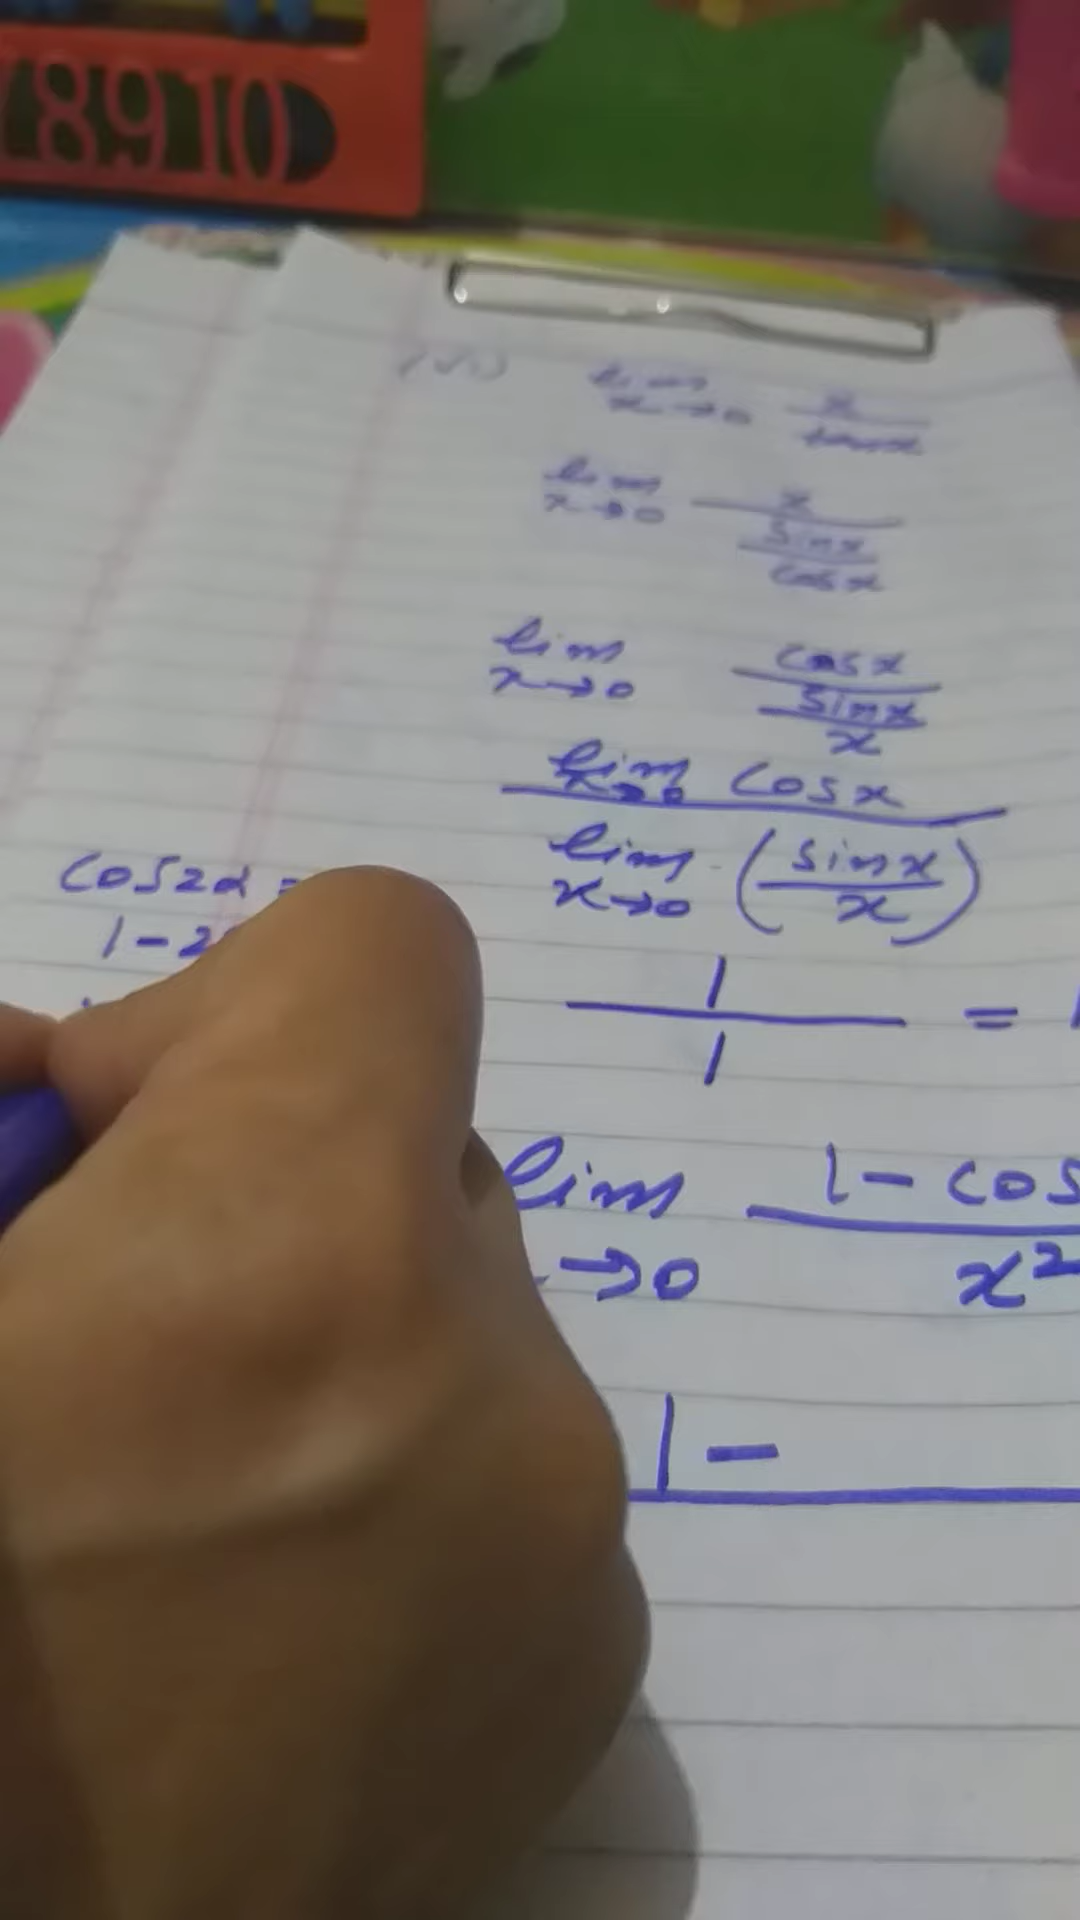 78910
(vi) lim x→0 x / tanx
lim x→0 x / (sinx / cosx)
lim x→0 cosx / (sinx / x)
lim x→0 cosx / lim x→0 (sinx / x)
cos2α =
1-2
1 / 1 =
lim →0 1-cos / x²
1-